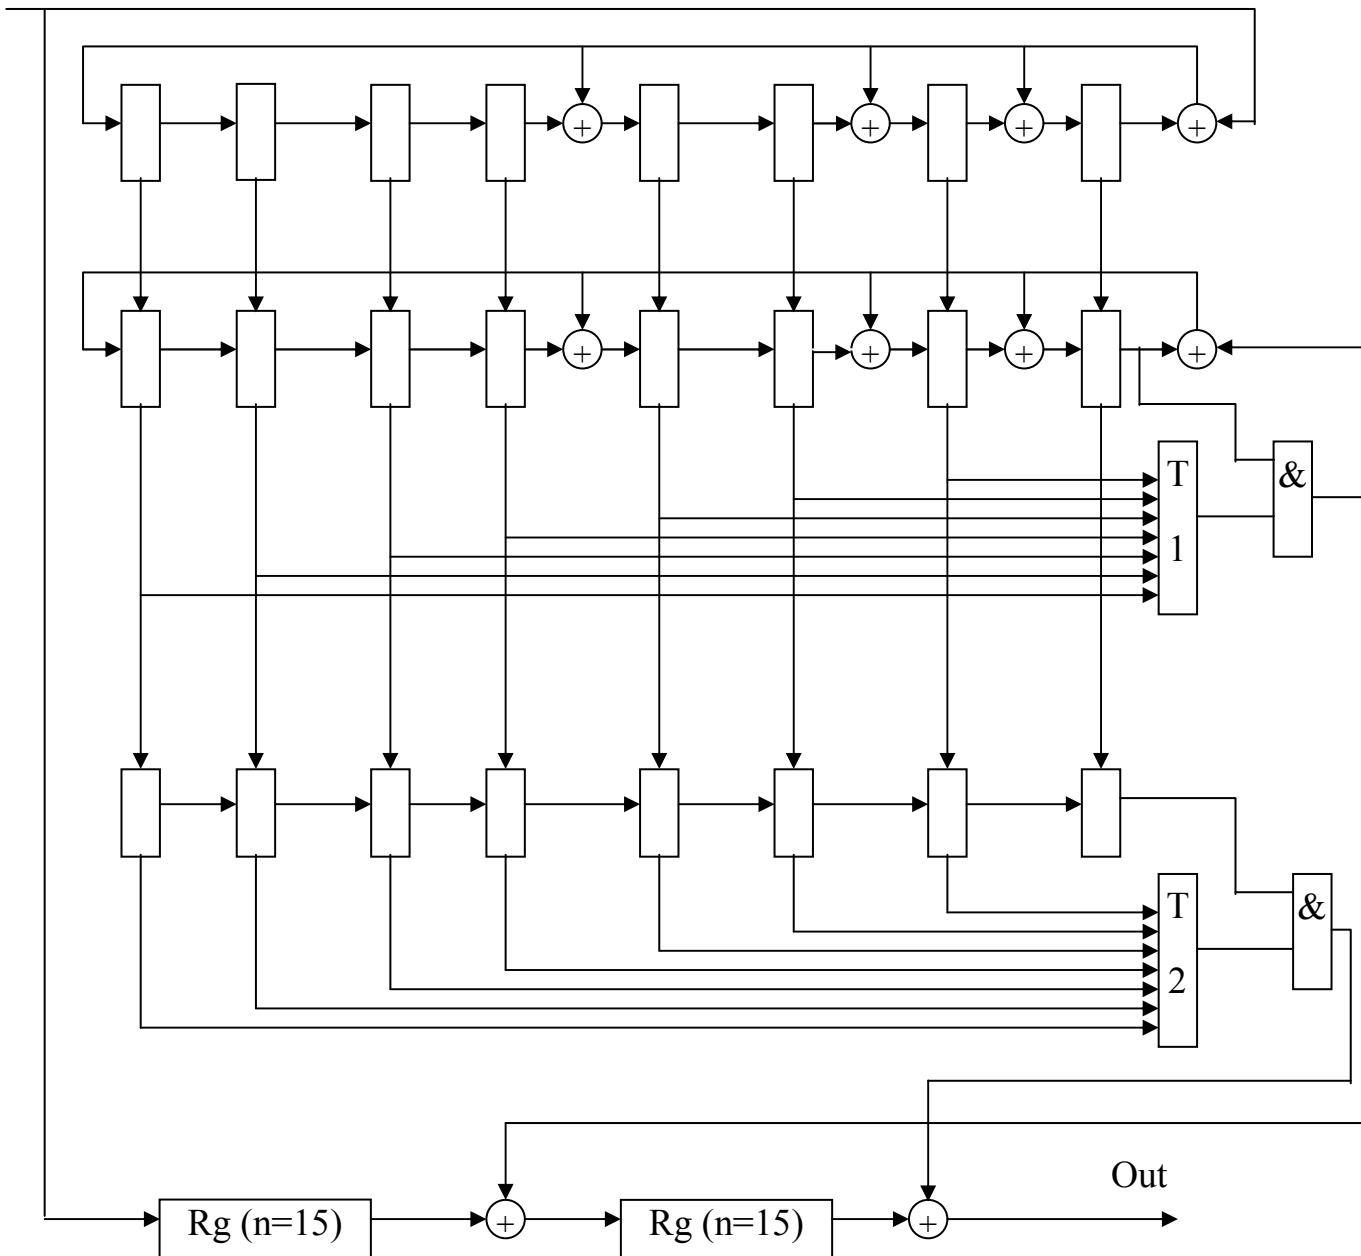 + + + +
+ + + +
T
1
&
T
2
&
Out
Rg (n=15) + Rg (n=15) +